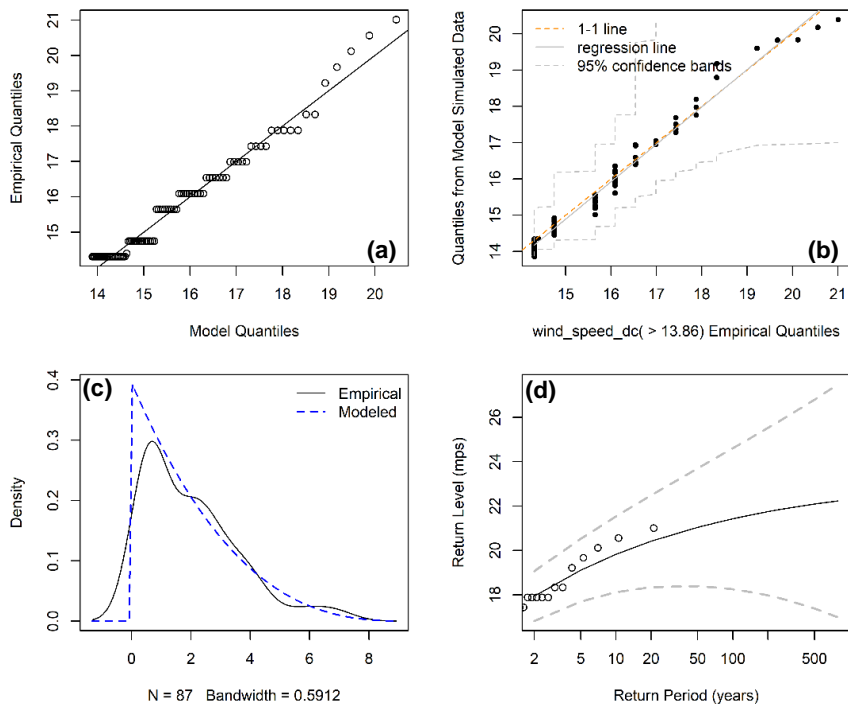 21
20
19
18
17
16
15
Empirical Quantiles
(a)
14 15 16 17 18 19 20
Model Quantiles
1-1 line
regression line
95% confidence bands
20
19
18
17
16
15
14
Quantiles from Model Simulated Data
(b)
15 16 17 18 19 20 21
wind_speed_dc( > 13.86) Empirical Quantiles
(c)
Empirical
Modeled
0.4
0.3
0.2
0.1
0.0
Density
0 2 4 6 8
N = 87 Bandwidth = 0.5912
(d)
26
24
22
20
18
Return Level (mps)
2 5 10 20 50 100 500
Return Period (years)